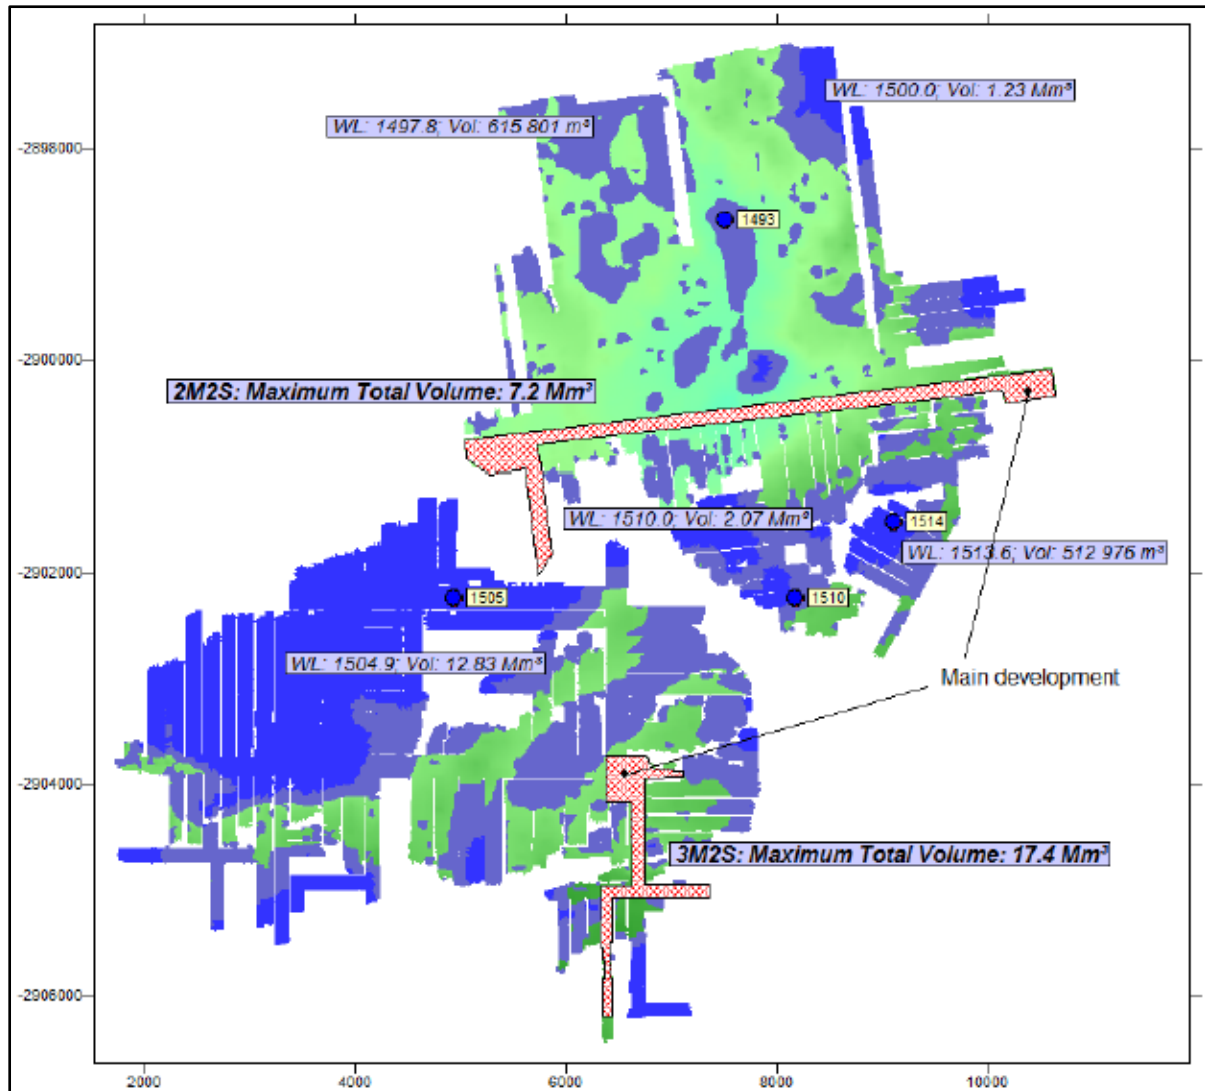 WL: 1500.0; Vol: 1.23 Mm³
WL: 1497.8; Vol: 615 801 m³
-2898000
1493
-2900000
2M2S: Maximum Total Volume: 7.2 Mm³
WL: 1510.0; Vol: 2.07 Mm³
1514
WL: 1513.6; Vol: 512 976 m³
-2902000
1505
1510
WL: 1504.9; Vol: 12.83 Mm³
Main development
-2904000
3M2S: Maximum Total Volume: 17.4 Mm³
-2906000
2000 4000 6000 8000 10000